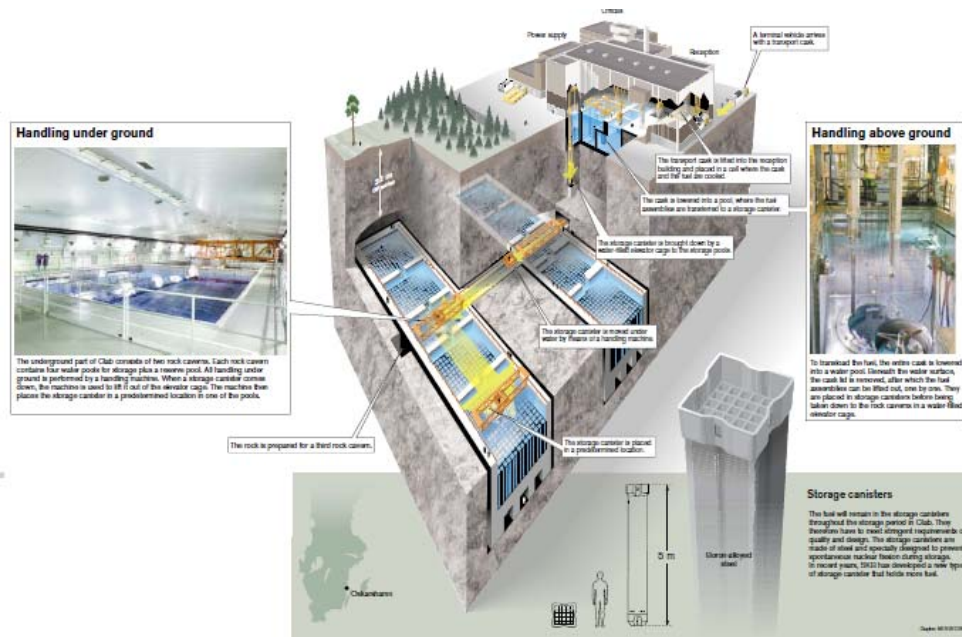 Power supply
Reception
A terminal vehicle arrives
with a transport cask.
Handling under ground
Handling above ground
The transport cask is lifted into the reception
building and placed in a cell where the cask
and the fuel are cooled.
The cask is lowered into a pool, where the fuel
assemblies are transferred to a storage canister.
The storage canister is brought down by a
water-filled elevator cage to the storage pools.
The storage canister is moved under
water by means of a handling machine.
The underground part of Clab consists of two rock caverns. Each rock cavern
contains four water pools for storage plus a reserve pool. All handling under
ground is performed by a handling machine. When a storage canister comes
down, the machine is used to lift it out of the elevator cage. The machine then
places the storage canister in a predetermined location in one of the pools.
To transload the fuel, the entire cask is lowered
into a water pool. Beneath the water surface,
the cask lid is removed, after which the fuel
assemblies can be lifted out, one by one. They
are placed in storage canisters before being
taken down to the rock caverns in a water-filled
elevator cage.
The rock is prepared for a third rock cavern.
The storage canister is placed
in a predetermined location.
Storage canisters
The fuel will remain in the storage canisters
throughout the storage period in Clab. They
therefore have to meet stringent requirements o
quality and design. The storage canisters are
made of steel and specially designed to prevent
spontaneous nuclear fission during storage.
In recent years, SKB has developed a new type
of storage canister that holds more fuel.
5 m
Boron-alloyed
steel
Oskarshamn